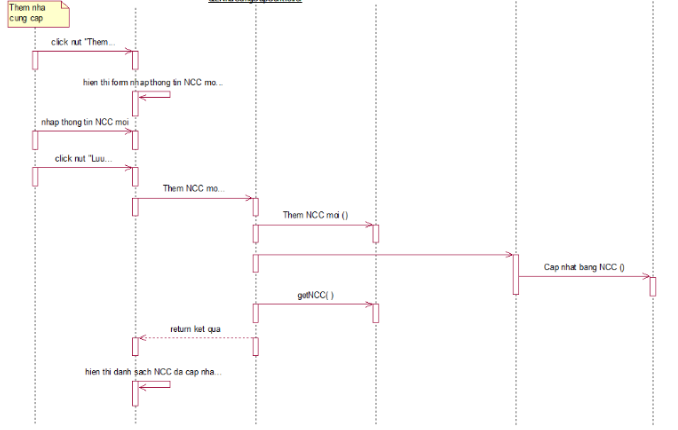 Them nha
cung cap
click nut "Them...
hien thi form nhapthong tin NCC mo...
nhap thong tin NCC moi
click nut "Luu...
Them NCC mo...
Them NCC moi ()
Cap nhat bang NCC ()
getNCC( )
return ket qua
hien thi danh sach NCC da cap nha...